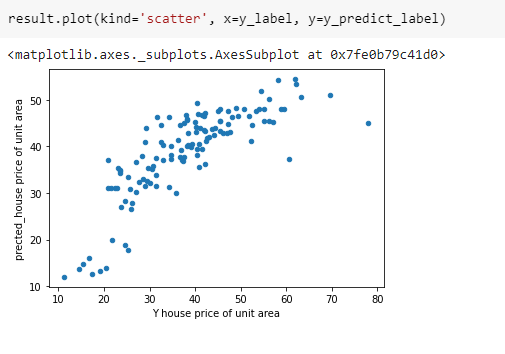 result.plot(kind='scatter', x=y_label, y=y_predict_label)
<matplotlib.axes._subplots.AxesSubplot at 0x7fe0b79c41d0>
50
40
30
20
10
prected_house price of unit area
10 20 30 40 50 60 70 80
Y house price of unit area